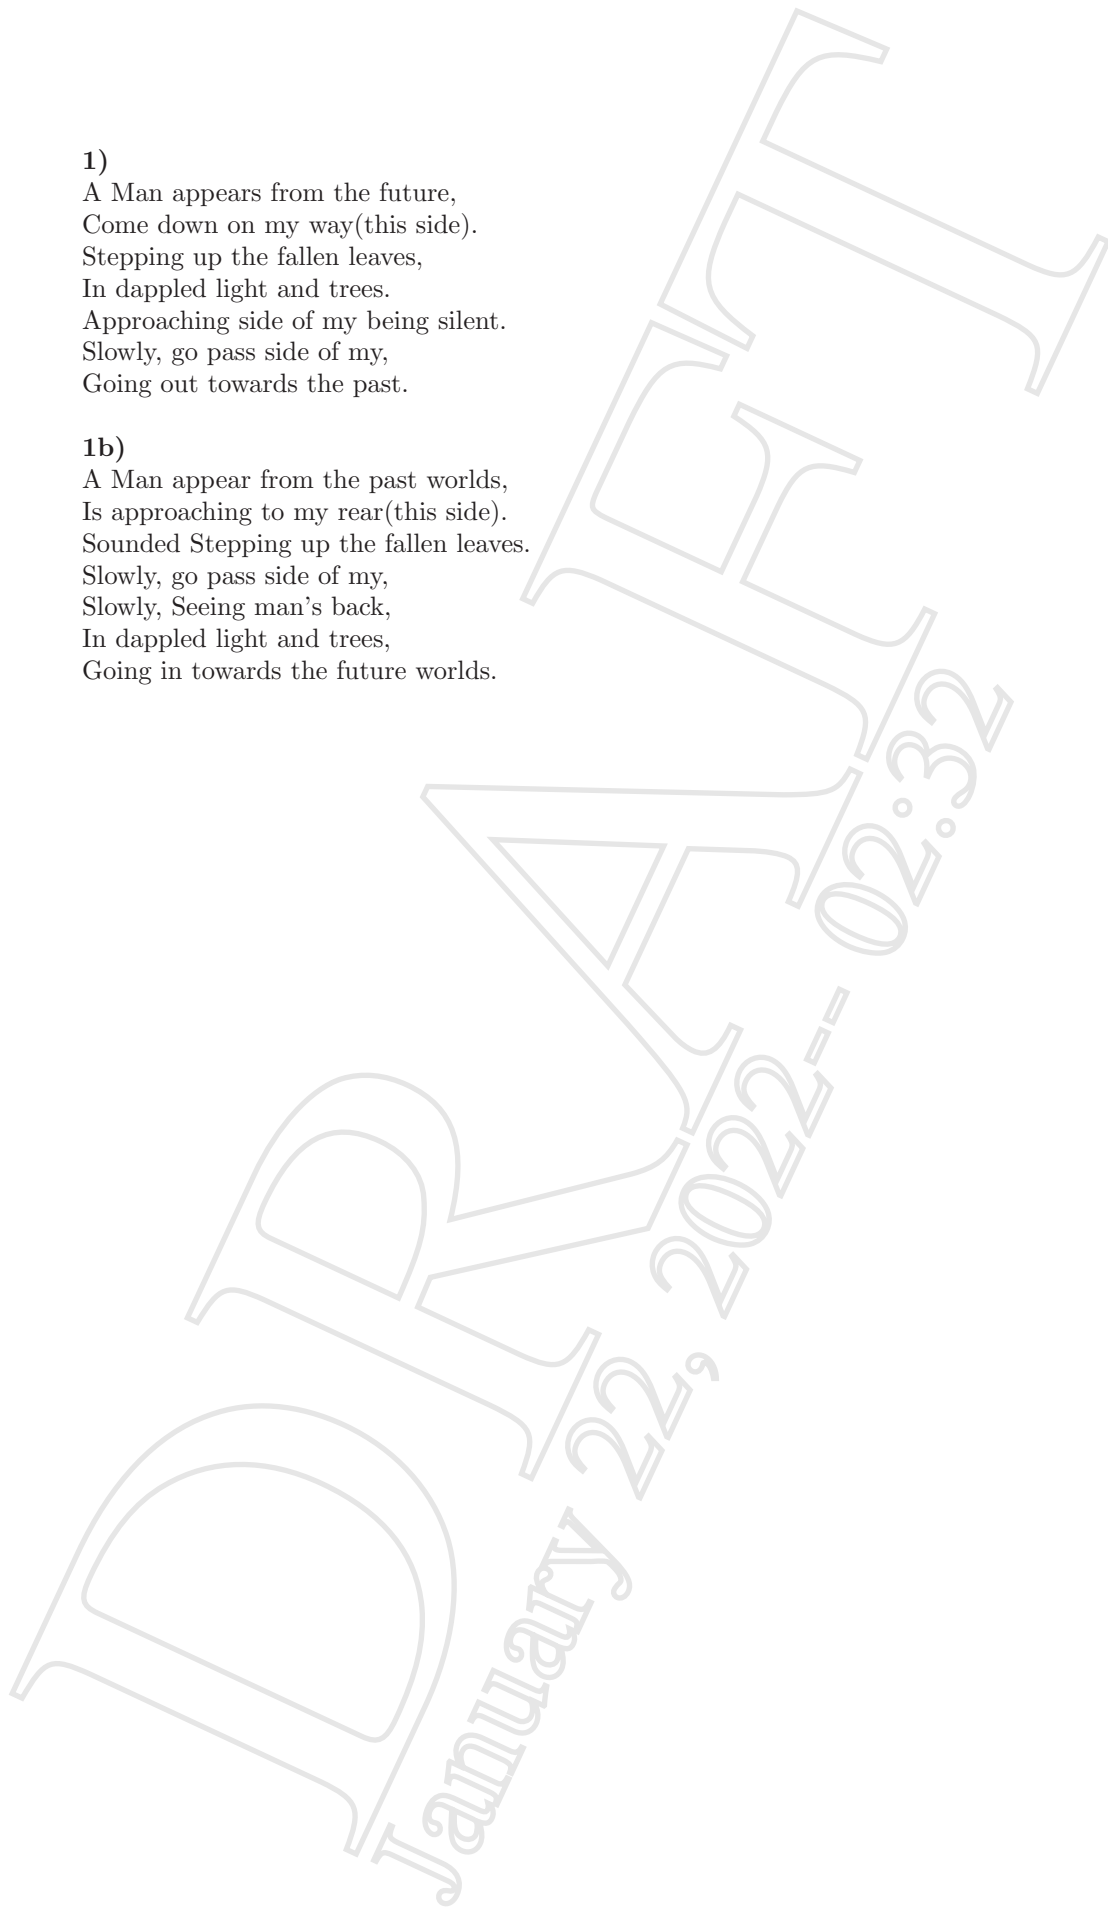 1)
A Man appears from the future,
Come down on my way(this side).
Stepping up the fallen leaves,
In dappled light and trees.
Approaching side of my being silent.
Slowly, go pass side of my,
Going out towards the past.
1b)
A Man appear from the past worlds,
Is approaching to my rear(this side).
Sounded Stepping up the fallen leaves.
Slowly, go pass side of my,
Slowly, Seeing man's back,
In dappled light and trees,
Going in towards the future worlds.
DRAFT
January 22, 2022-- 02:32